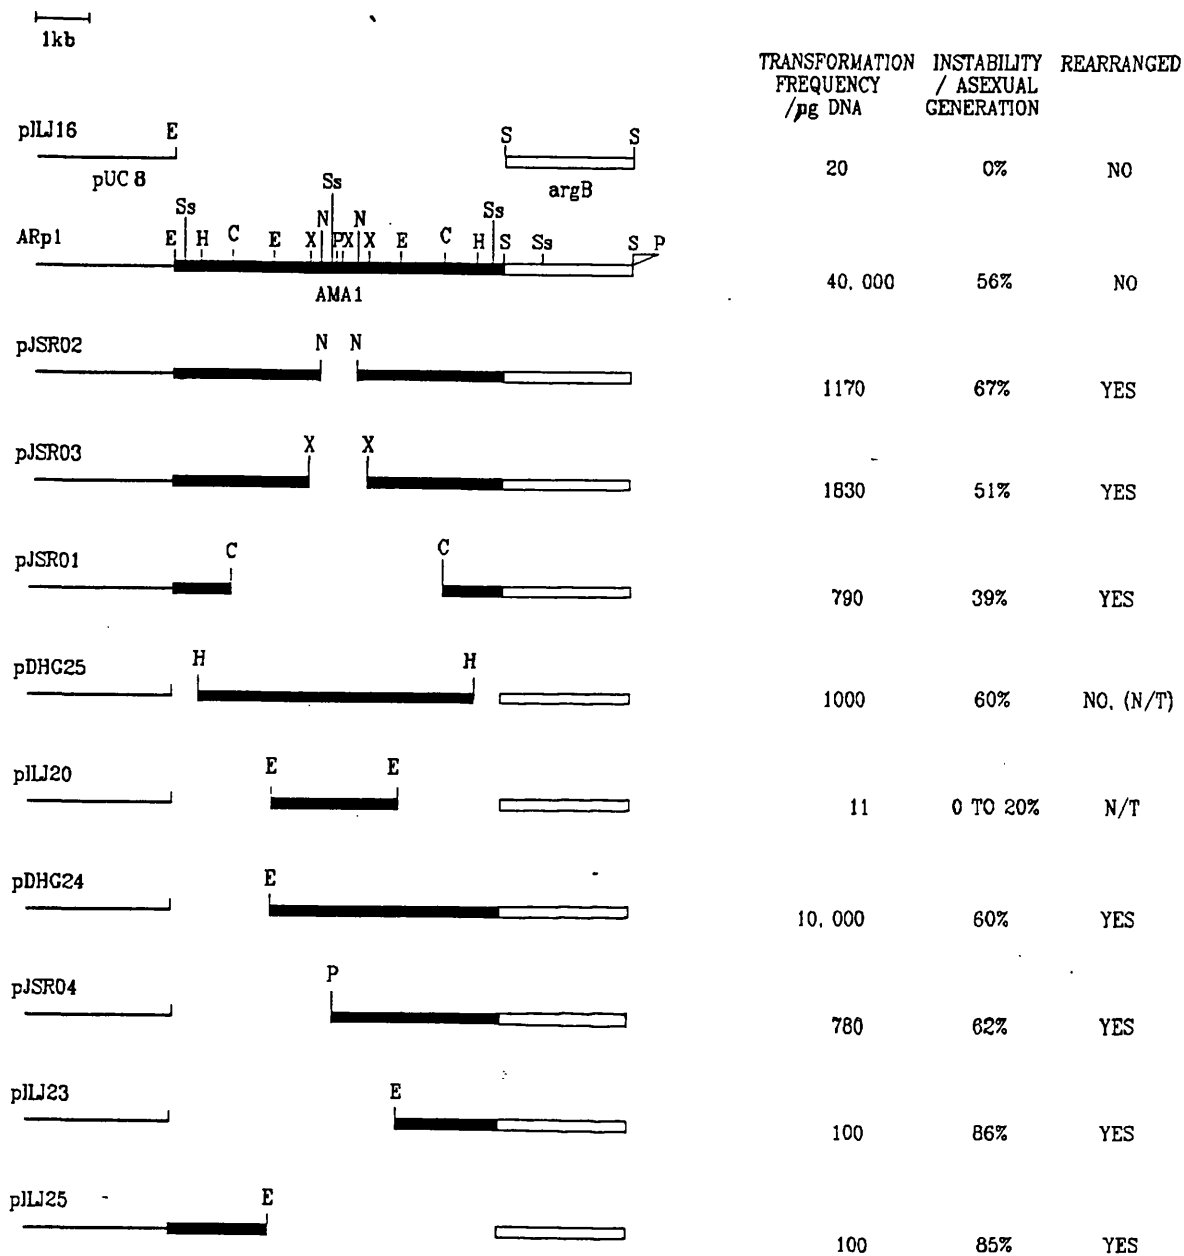 1kb
TRANSFORMATION INSTABILITY REARRANGED
FREQUENCY / ASEXUAL
/µg DNA GENERATION
pILJ16 E S S 20 0% NO
pUC 8 argB
Ss Ss Ss
ARp1 E H C E X N P X N X E C H S Ss S P
AMA1 40,000 56% NO
pJSR02 N N
1170 67% YES
pJSR03 X X
1830 51% YES
pJSR01 C C
790 39% YES
pDHG25 H H
1000 60% NO, (N/T)
pILJ20 E E
11 0 TO 20% N/T
pDHG24 E
10,000 60% YES
pJSR04 P
780 62% YES
pILJ23 E
100 86% YES
pILJ25 E
100 85% YES